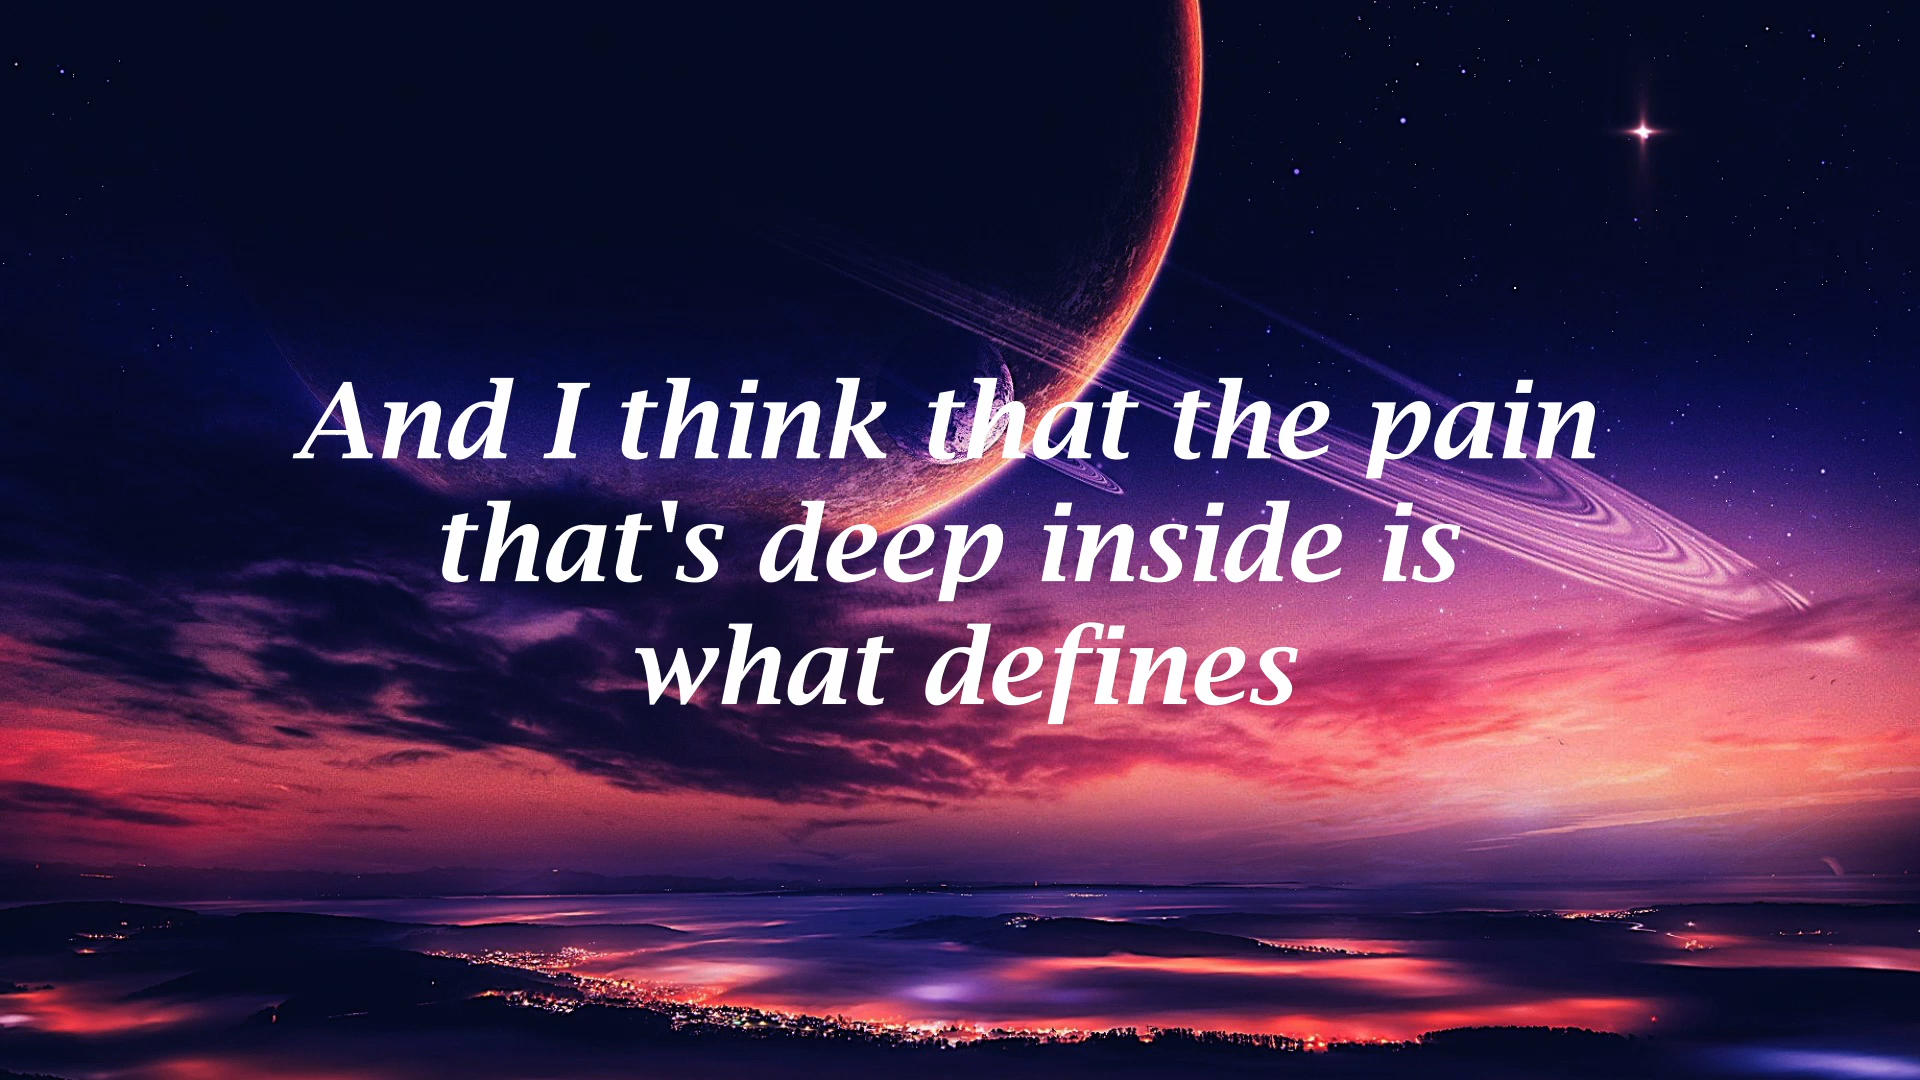 And I think that the pain
that's deep inside is
what defines